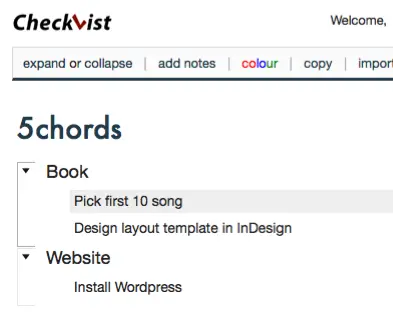 Checkvist
Welcome,
expand or collapse | add notes | colour | copy | import
5chords
Book
Pick first 10 song
Design layout template in InDesign
Website
Install Wordpress